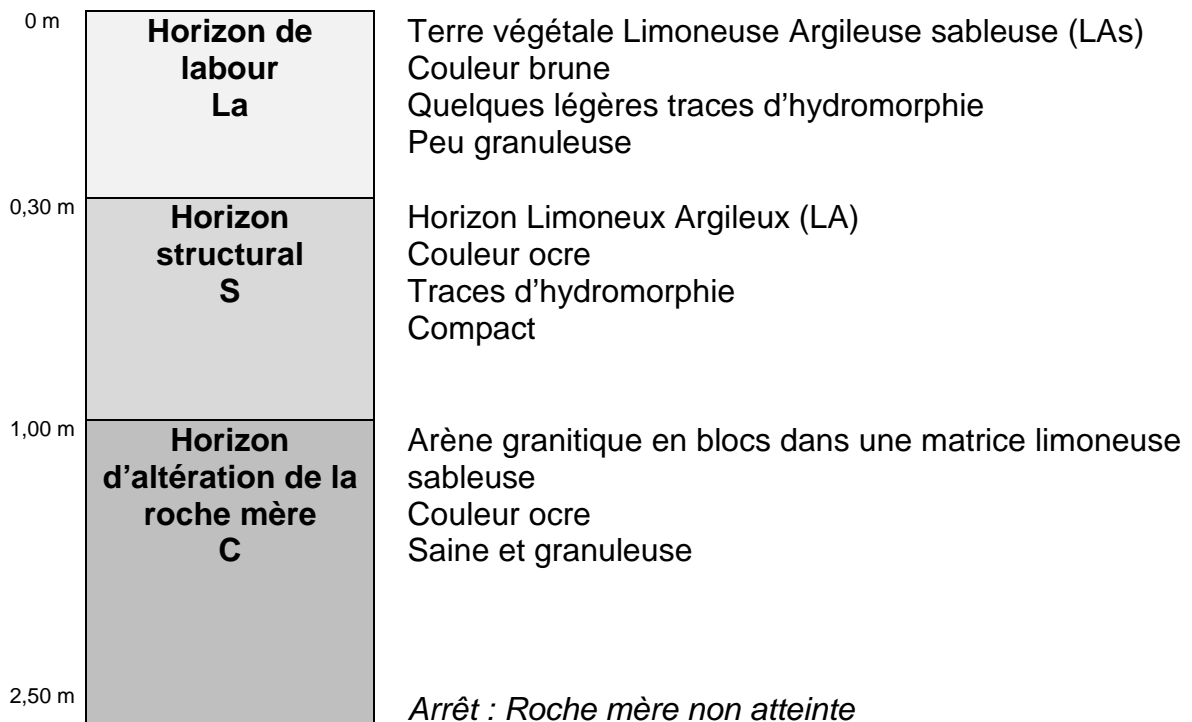 0 m
Horizon de
labour
La
Terre végétale Limoneuse Argileuse sableuse (LAs)
Couleur brune
Quelques légères traces d’hydromorphie
Peu granuleuse
0,30 m
Horizon
structural
S
Horizon Limoneux Argileux (LA)
Couleur ocre
Traces d’hydromorphie
Compact
1,00 m
Horizon
d’altération de la
roche mère
C
Arène granitique en blocs dans une matrice limoneuse
sableuse
Couleur ocre
Saine et granuleuse
2,50 m
Arrêt : Roche mère non atteinte